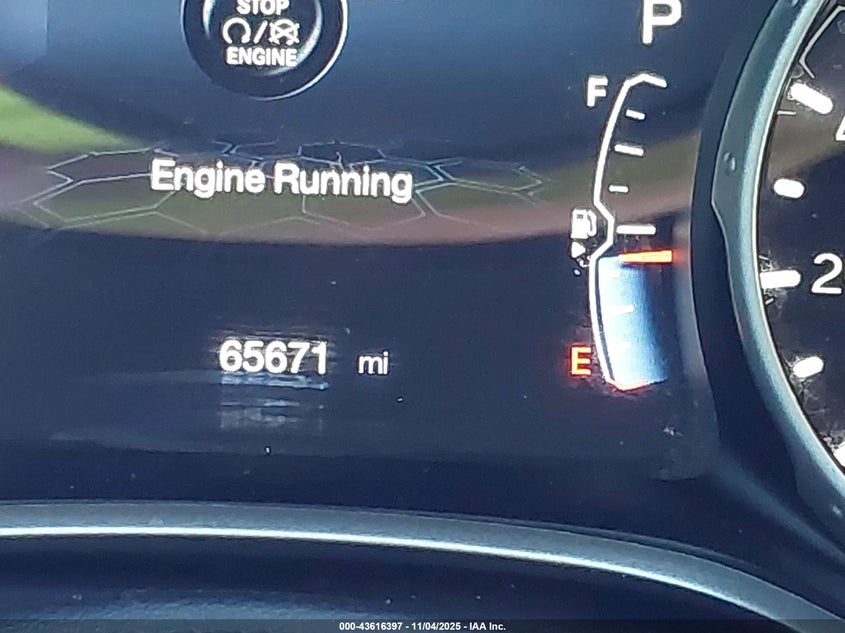 STOP
ENGINE
P
F
Engine Running
2
65671 mi
E
000-43616397 - 11/04/2025 - IAA Inc.